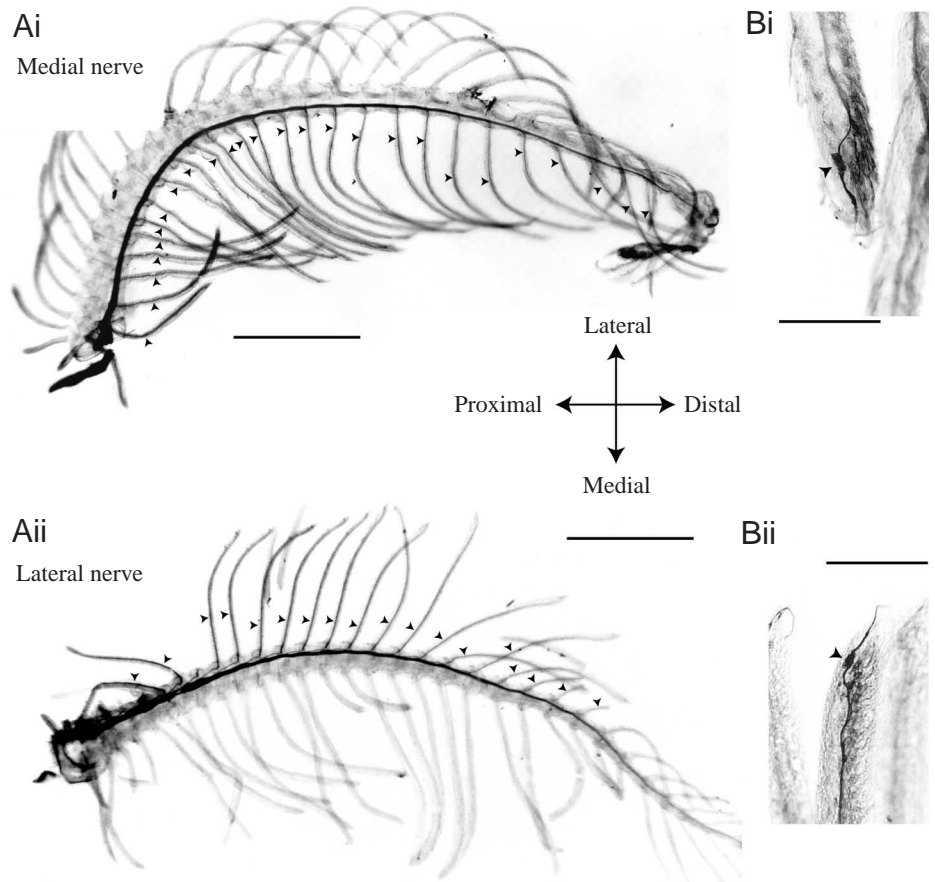 Ai
Medial nerve
Bi
Lateral
Proximal
Distal
Medial
Aii
Lateral nerve
Bii